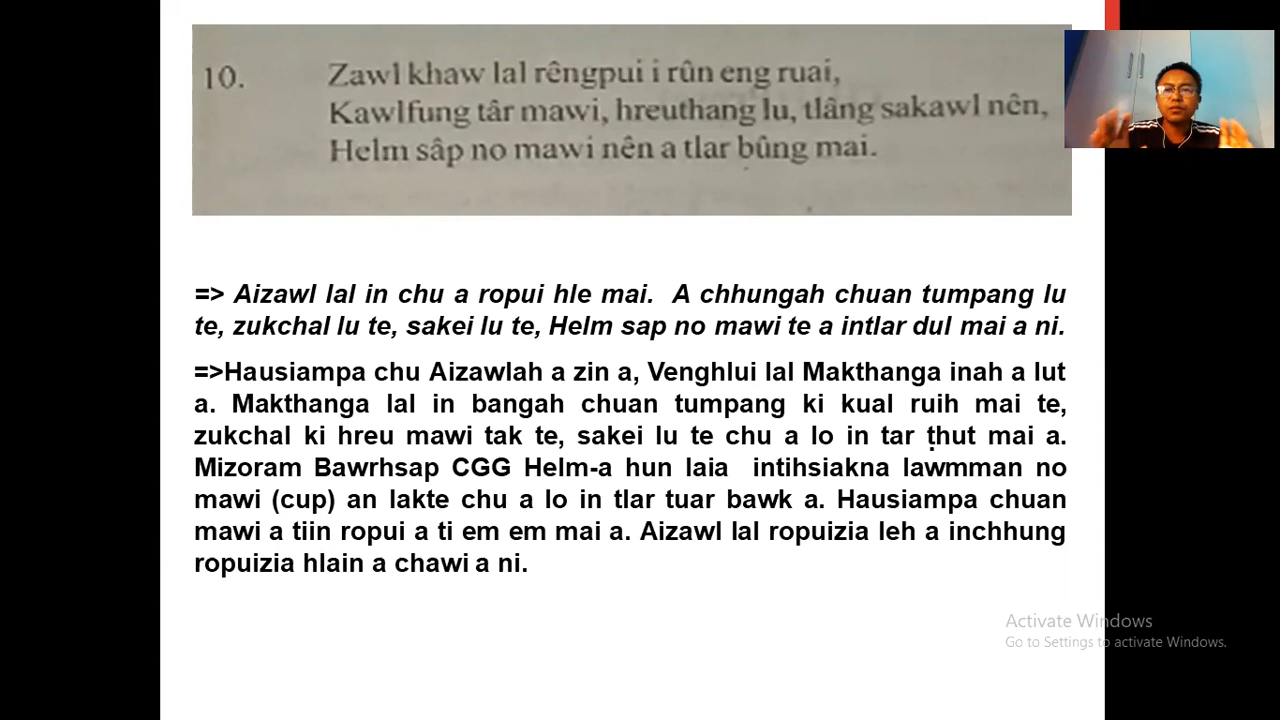 10. Zawl khaw lal rêngpui i rûn eng ruai,
Kawlfung târ mawi, hreuthang lu, tlâng sakawl nên,
Helm sâp no mawi nên a tlar bûng mai.
=> Aizawl lal in chu a ropui hle mai. A chhungah chuan tumpang lu
te, zukchal lu te, sakei lu te, Helm sap no mawi te a intlar dul mai a ni.
=>Hausiampa chu Aizawlah a zin a, Venghlui lal Makthanga inah a lut
a. Makthanga lal in bangah chuan tumpang ki kual ruih mai te,
zukchal ki hreu mawi tak te, sakei lu te chu a lo in tar ṭhut mai a.
Mizoram Bawrhsap CGG Helm-a hun laia intihsiakna lawmman no
mawi (cup) an lakte chu a lo in tlar tuar bawk a. Hausiampa chuan
mawi a tiin ropui a ti em em mai a. Aizawl lal ropuizia leh a inchhung
ropuizia hlain a chawi a ni.
Activate Windows
Go to Settings to activate Windows.